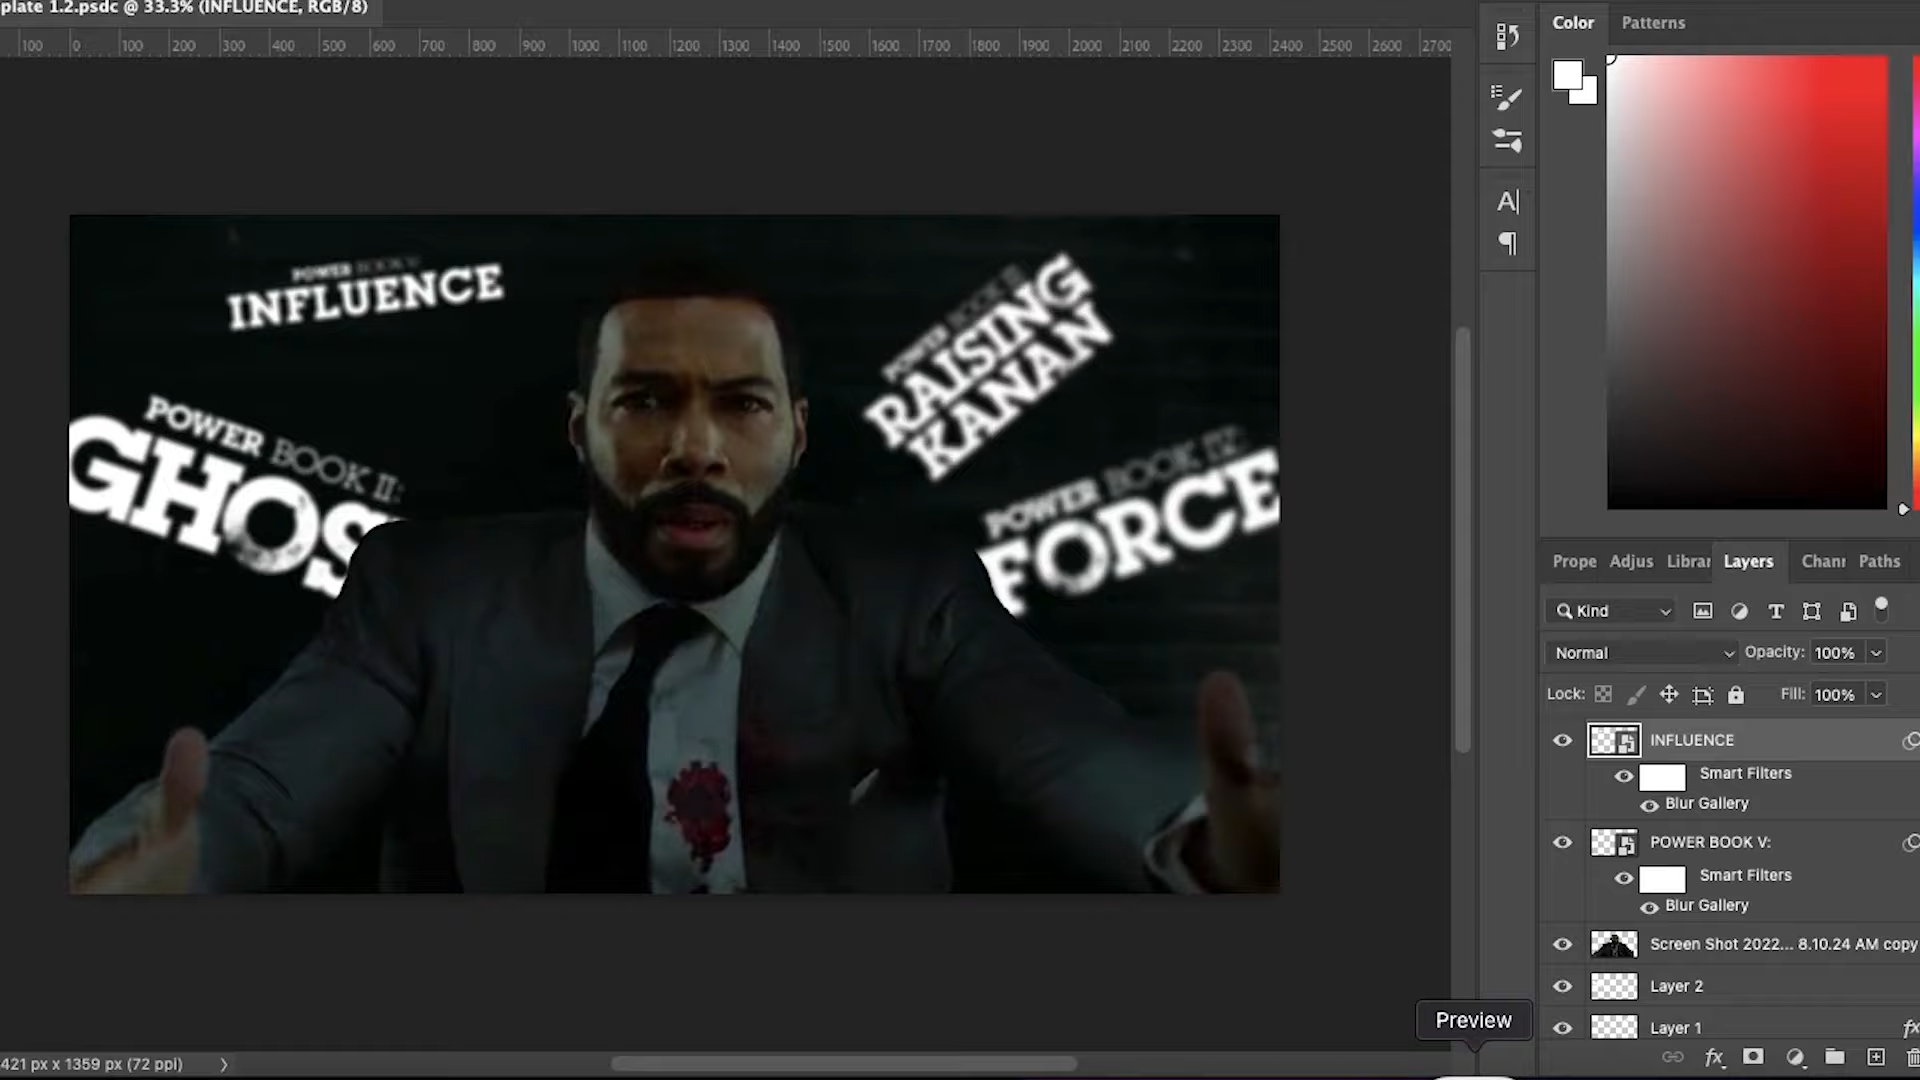 plate 1.2.psdc @ 33.3% (INFLUENCE, RGB/8)
100 0 100 200 300 400 500 600 700 800 900 1000 1100 1200 1300 1400 1500 1600 1700 1800 1900 2000 2100 2200 2300 2400 2500 2600 2700
Color Patterns
POWER BOOK V:
INFLUENCE
POWER BOOK III:
RAISING
KANAN
POWER BOOK II:
GHOS
POWER BOOK IV:
FORCE
Prope Adjus Librar Layers Chann Paths
Kind
Normal Opacity: 100%
Lock: Fill: 100%
INFLUENCE
Smart Filters
Blur Gallery
POWER BOOK V:
Smart Filters
Blur Gallery
Screen Shot 2022... 8.10.24 AM copy
Layer 2
Layer 1 fx
Preview
421 px x 1359 px (72 ppi)
fx